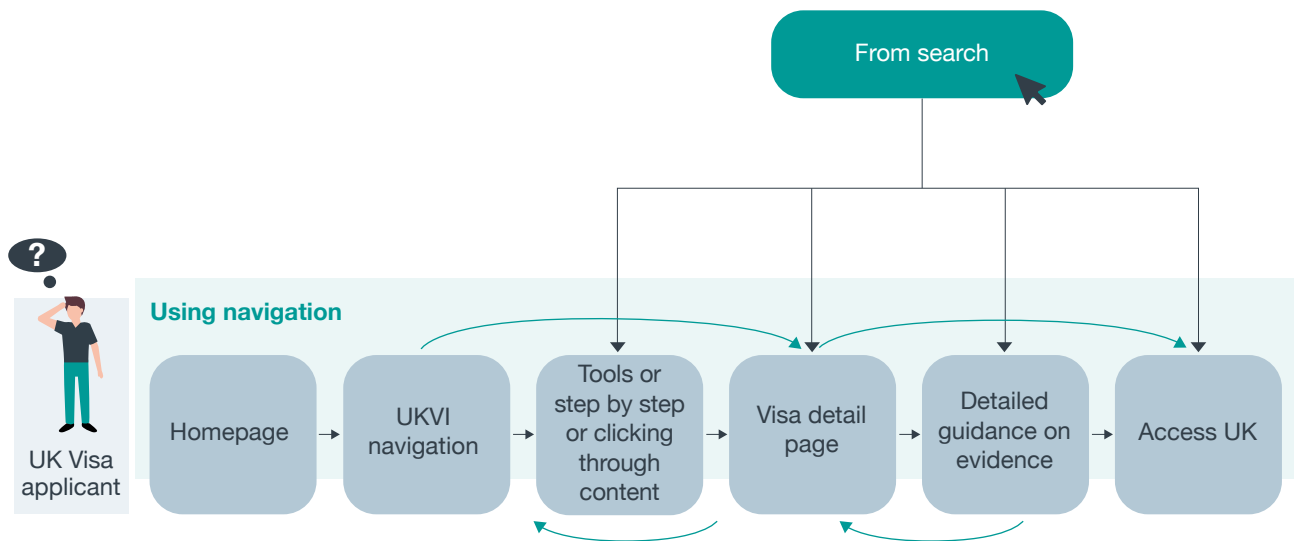 From search
?
UK Visa
applicant
Using navigation
Homepage
UKVI
navigation
Tools or
step by step
or clicking
through
content
Visa detail
page
Detailed
guidance on
evidence
Access UK